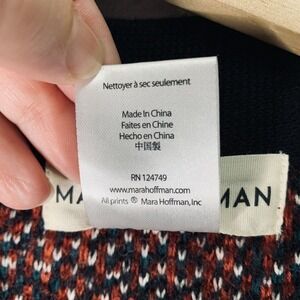 Nettoyer à sec seulement
Made In China
Faites en Chine
Hecho en China
中国製
RN 124749
www.marahoffman.com
All prints ® Mara Hoffman, Inc
MA MAN